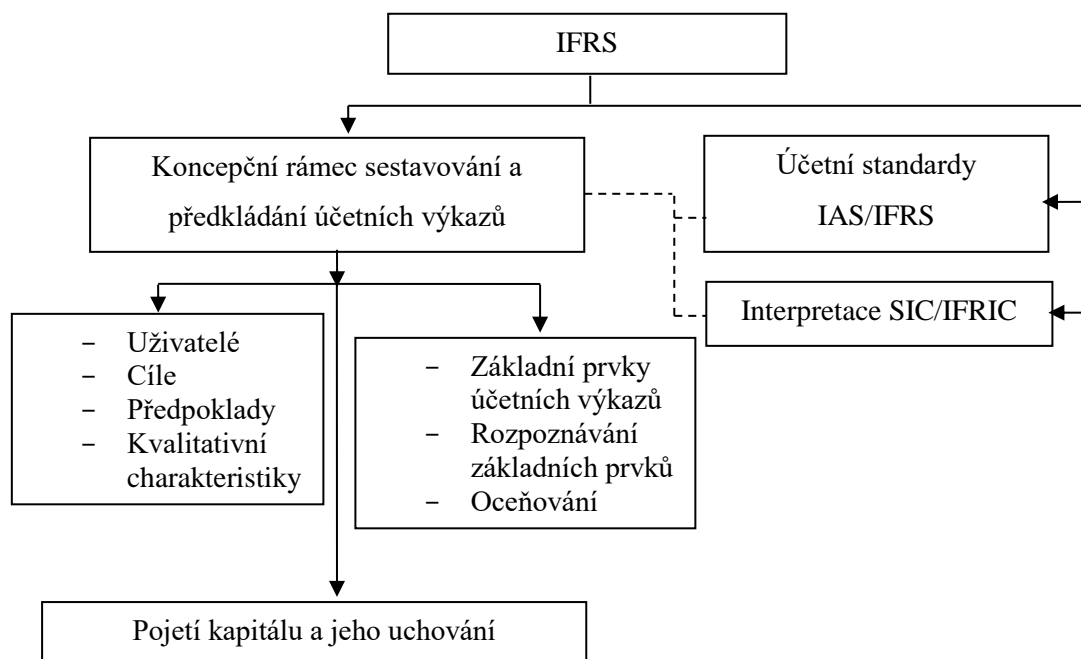 IFRS
Koncepční rámec sestavování a
předkládání účetních výkazů
Účetní standardy
IAS/IFRS
Interpretace SIC/IFRIC
- Uživatelé
- Cíle
- Předpoklady
- Kvalitativní
charakteristiky
- Základní prvky
účetních výkazů
- Rozpoznávání
základních prvků
- Oceňování
Pojetí kapitálu a jeho uchování